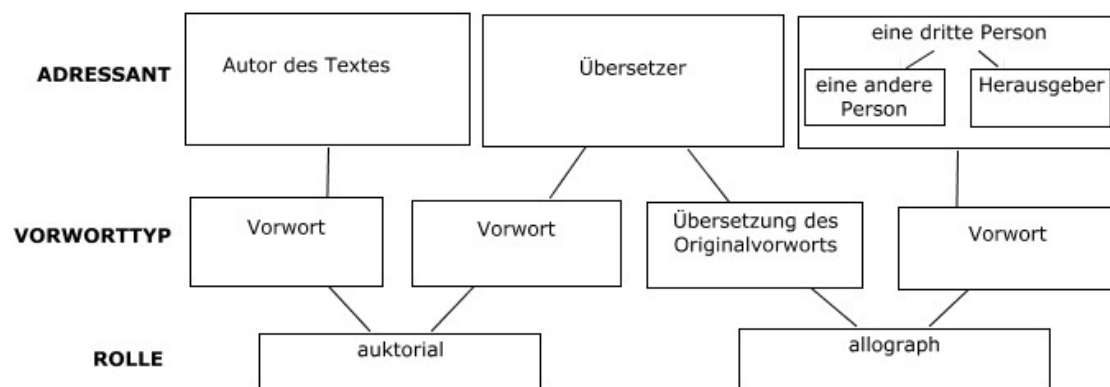 ADRESSANT
Autor des Textes
Übersetzer
eine dritte Person
eine andere
Person
Herausgeber
VORWORTTYP
Vorwort
Vorwort
Übersetzung des
Originalvorworts
Vorwort
ROLLE
auktorial
allograph